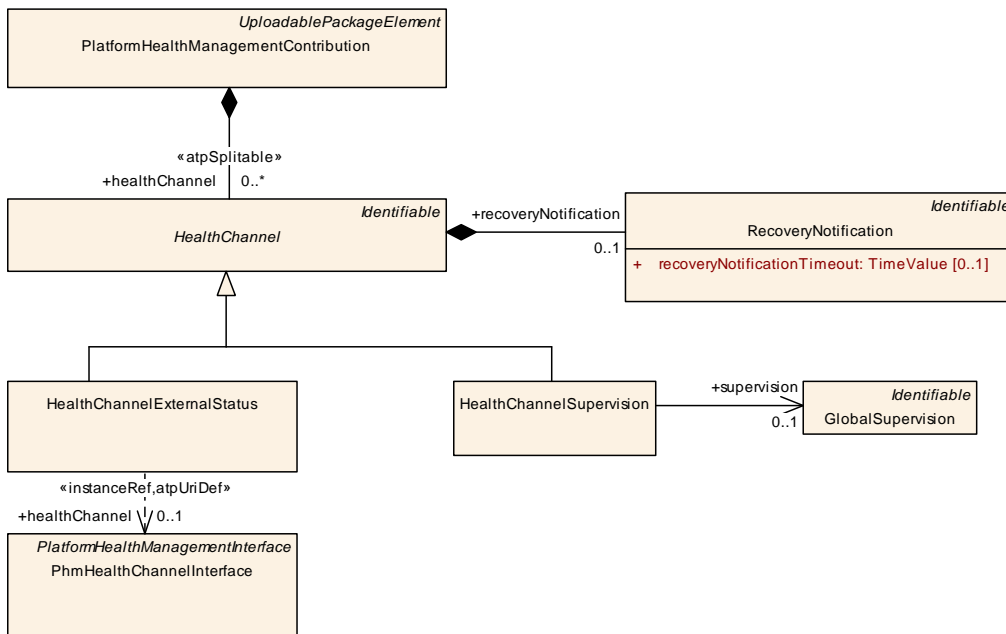 UploadablePackageElement
PlatformHealthManagementContribution
«atpSplitable»
+healthChannel 0..*
Identifiable
HealthChannel
+recoveryNotification
0..1
Identifiable
RecoveryNotification
+ recoveryNotificationTimeout: TimeValue [0..1]
HealthChannelExternalStatus
HealthChannelSupervision
+supervision
0..1
Identifiable
GlobalSupervision
«instanceRef,atpUriDef»
+healthChannel 0..1
PlatformHealthManagementInterface
PhmHealthChannelInterface